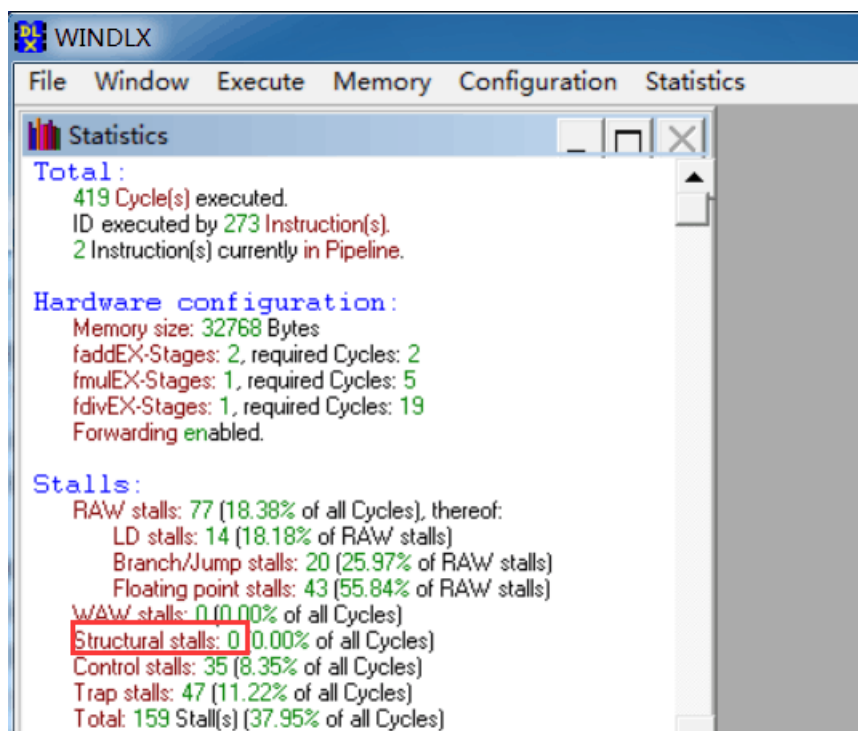 WINDLX
File Window Execute Memory Configuration Statistics
Statistics
Total:
419 Cycle(s) executed.
ID executed by 273 Instruction(s).
2 Instruction(s) currently in Pipeline.
Hardware configuration:
Memory size: 32768 Bytes
faddEX-Stages: 2, required Cycles: 2
fmulEX-Stages: 1, required Cycles: 5
fdivEX-Stages: 1, required Cycles: 19
Forwarding enabled.
Stalls:
RAW stalls: 77 (18.38% of all Cycles), thereof:
LD stalls: 14 (18.18% of RAW stalls)
Branch/Jump stalls: 20 (25.97% of RAW stalls)
Floating point stalls: 43 (55.84% of RAW stalls)
WAW stalls: 0 (0.00% of all Cycles)
Structural stalls: 0 (0.00% of all Cycles)
Control stalls: 35 (8.35% of all Cycles)
Trap stalls: 47 (11.22% of all Cycles)
Total: 159 Stall(s) (37.95% of all Cycles)